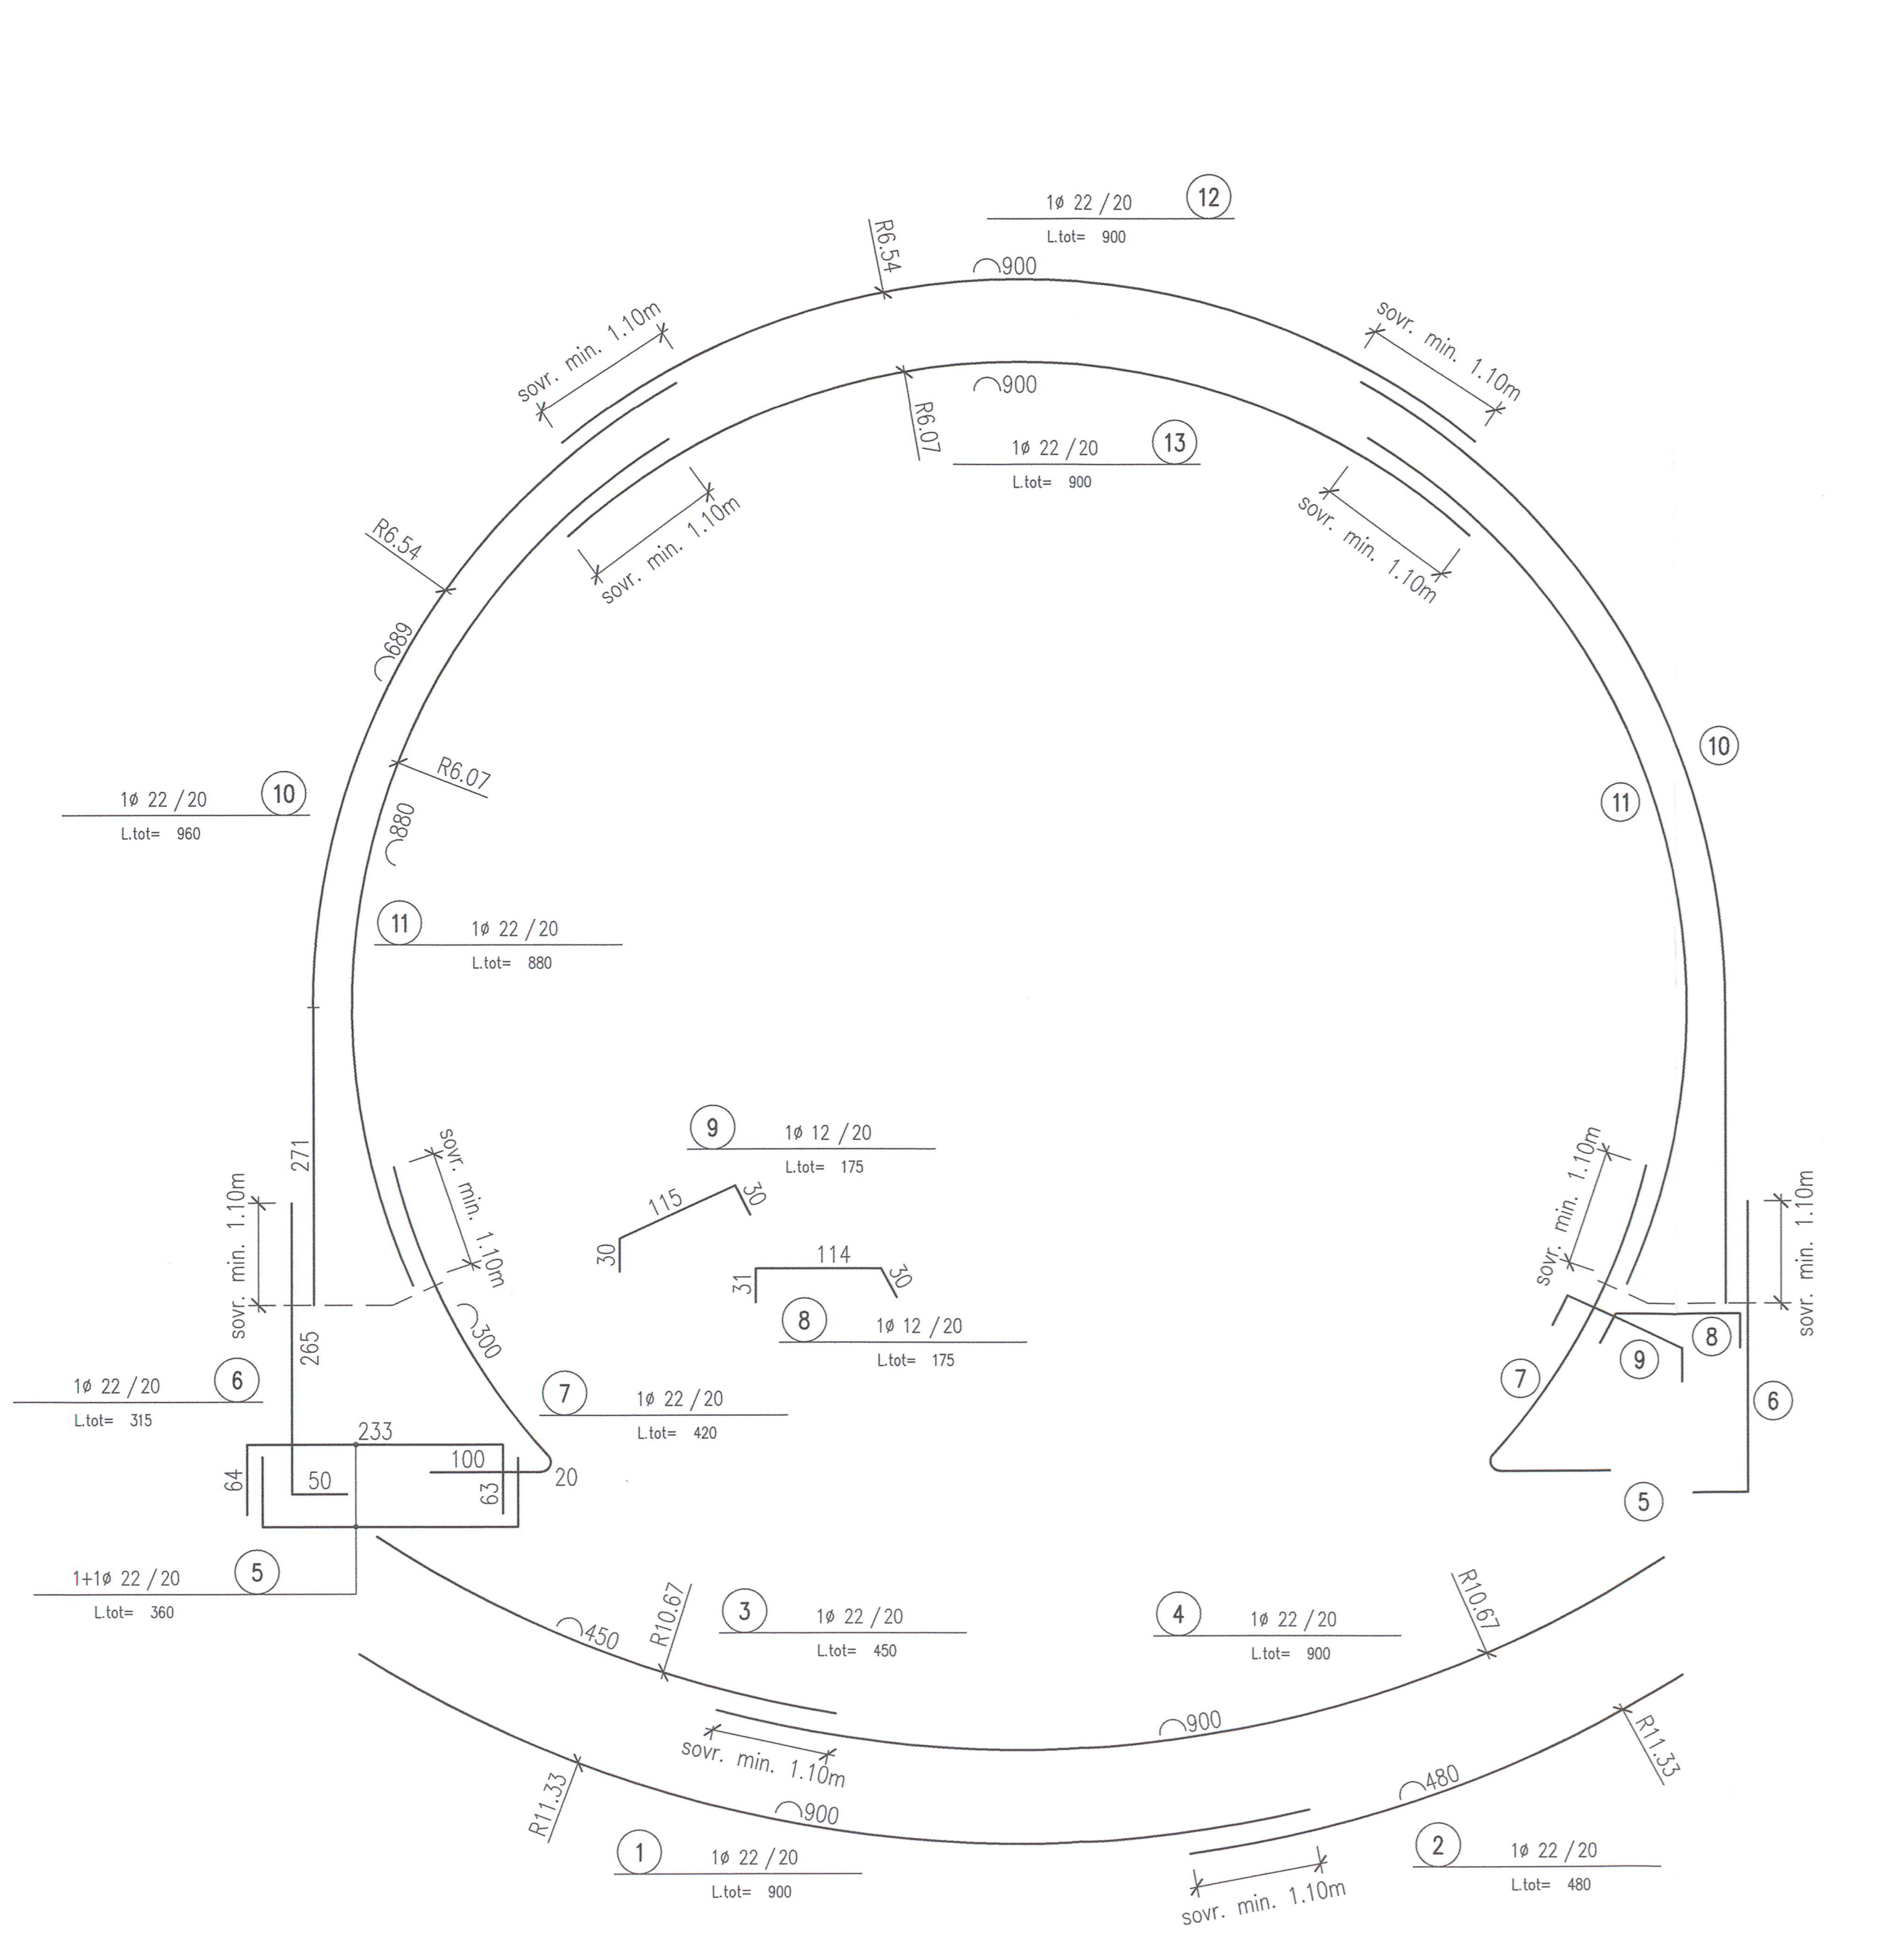 1ø 22 /20 12
L.tot= 900
R6.54
900
sovr. min. 1.10m
sovr. min. 1.10m
900
R6.07
1ø 22 /20 13
L.tot= 900
sovr. min. 1.10m
sovr. min. 1.10m
R6.54
689
10
R6.07
1ø 22 /20 10
L.tot= 960
11
880
11 1ø 22 /20
L.tot= 880
9 1ø 12 /20
L.tot= 175
271
sovr. min. 1.10m
sovr. min. 1.10m
sovr. min. 1.10m
sovr. min. 1.10m
115
30
30
114
31
30
8 1ø 12 /20
L.tot= 175
265
300
8
9
7
6
1ø 22 /20 6
L.tot= 315
7 1ø 22 /20
L.tot= 420
233
100
64
50
63
20
5
1+1ø 22 /20 5
L.tot= 360
R10.67
3 1ø 22 /20
L.tot= 450
450
4 1ø 22 /20
L.tot= 900
R10.67
900
sovr. min. 1.10m
R11.33
R11.33
900
480
1 1ø 22 /20
L.tot= 900
2 1ø 22 /20
L.tot= 480
sovr. min. 1.10m